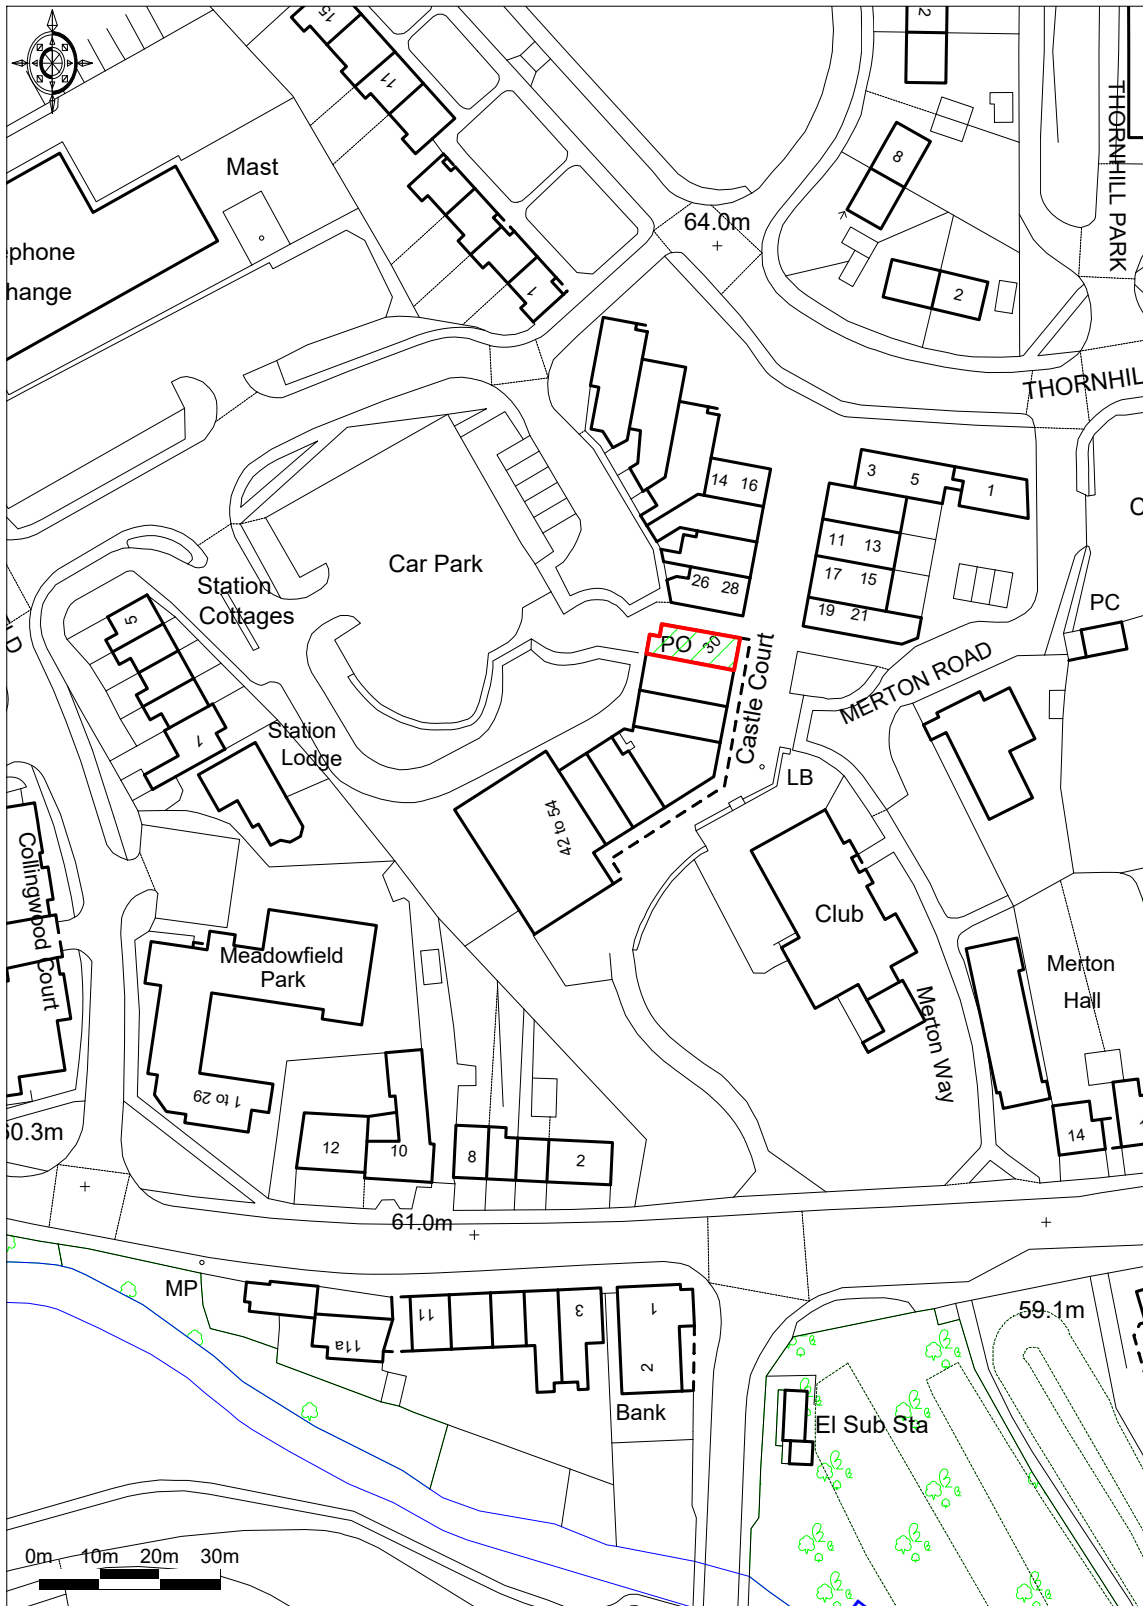 15
11
1
Mast
ephone
hange
64.0m
2
8
2
THORNHILL PARK
THORNHIL
14 16
26 28
3
5
1
11 13
17 15
19 21
C
PC
Car Park
Station
Cottages
5
1
Station
Lodge
PO 30
Castle Court
MERTON ROAD
LB
42 to 54
Club
Merton Way
Merton
Hall
Collingwood Court
Meadowfield
Park
1 to 29
60.3m
12
10
8
2
14
61.0m
MP
11a
11
3
1
2
Bank
El Sub Sta
59.1m
0m 10m 20m 30m